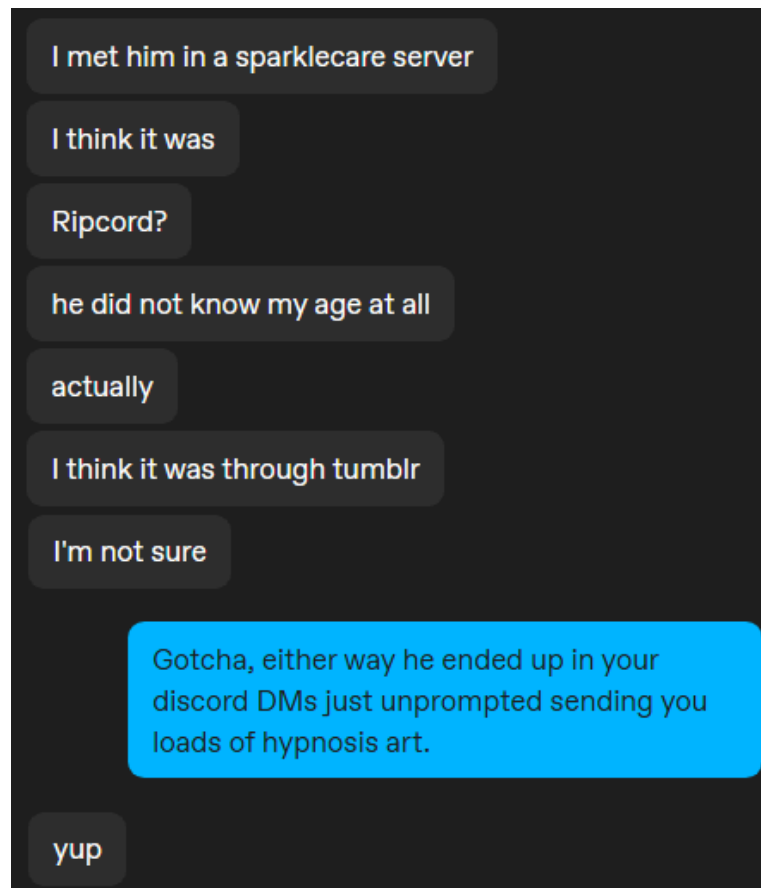 I met him in a sparklecare server
I think it was
Ripcord?
he did not know my age at all
actually
I think it was through tumblr
I'm not sure
Gotcha, either way he ended up in your
discord DMs just unprompted sending you
loads of hypnosis art.
yup